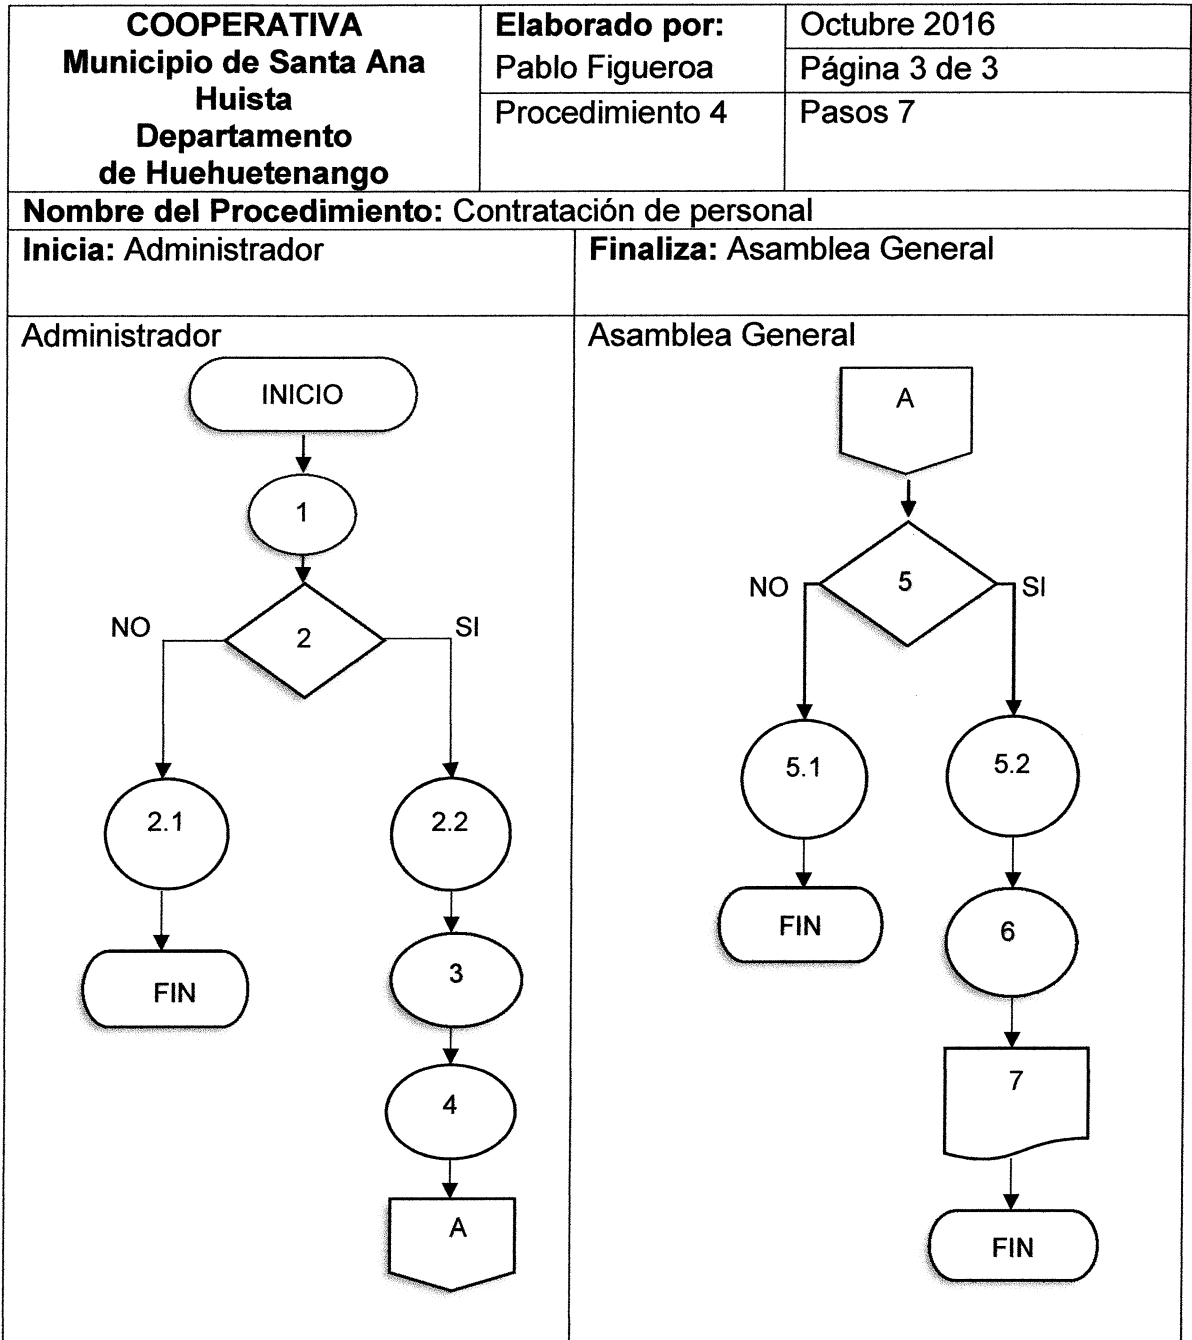 COOPERATIVA
Municipio de Santa Ana
Huista
Departamento
de Huehuetenango
Elaborado por:
Pablo Figueroa
Octubre 2016
Página 3 de 3
Procedimiento 4
Pasos 7
Nombre del Procedimiento: Contratación de personal
Inicia: Administrador
Finaliza: Asamblea General
Administrador
INICIO
1
2
NO
SI
2.1
2.2
FIN
3
4
A
Asamblea General
A
5
NO
SI
5.1
5.2
FIN
6
7
FIN